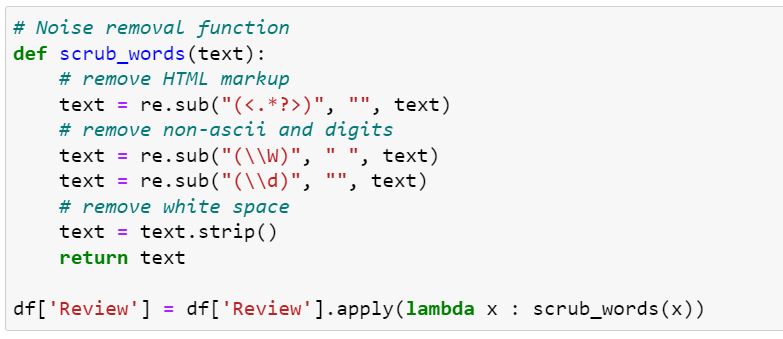 # Noise removal function
def scrub_words(text):
    # remove HTML markup
    text = re.sub("(<.*?>)", "", text)
    # remove non-ascii and digits
    text = re.sub("(\\W)", " ", text)
    text = re.sub("(\\d)", "", text)
    # remove white space
    text = text.strip()
    return text

df['Review'] = df['Review'].apply(lambda x : scrub_words(x))